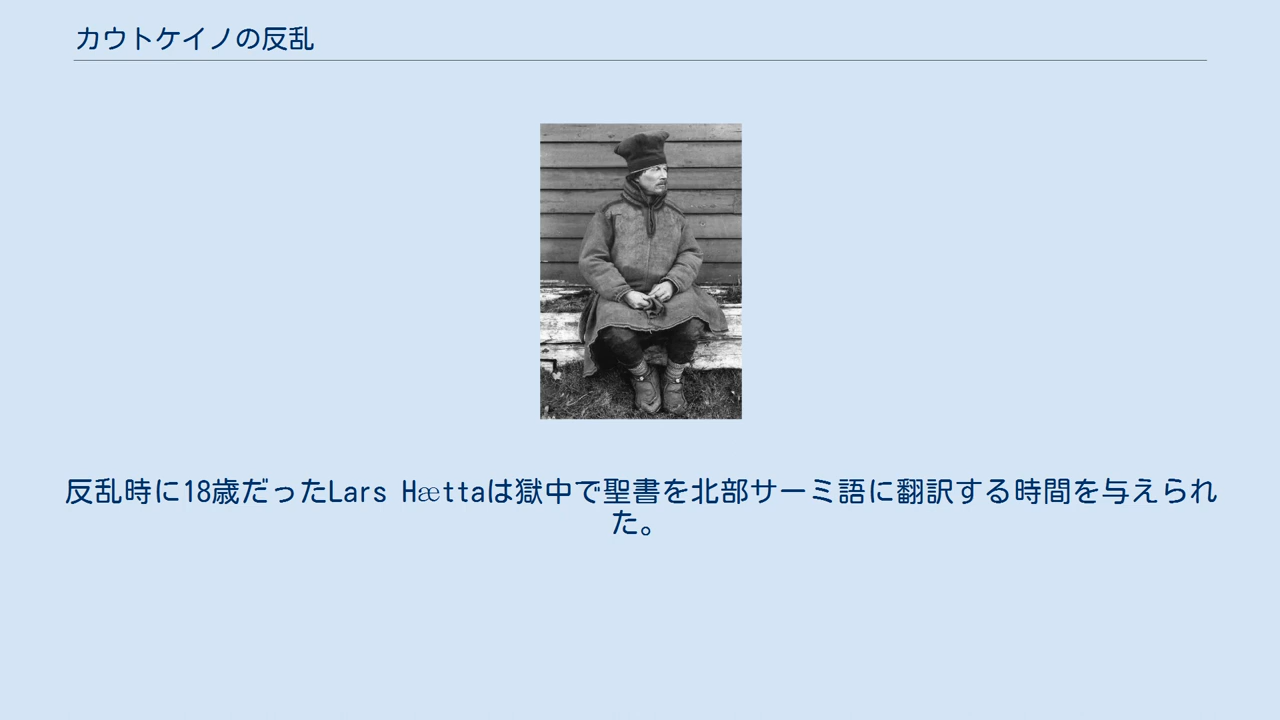 カウトケイノの反乱
反乱時に18歳だったLars Hættaは獄中で聖書を北部サーミ語に翻訳する時間を与えられ
た。